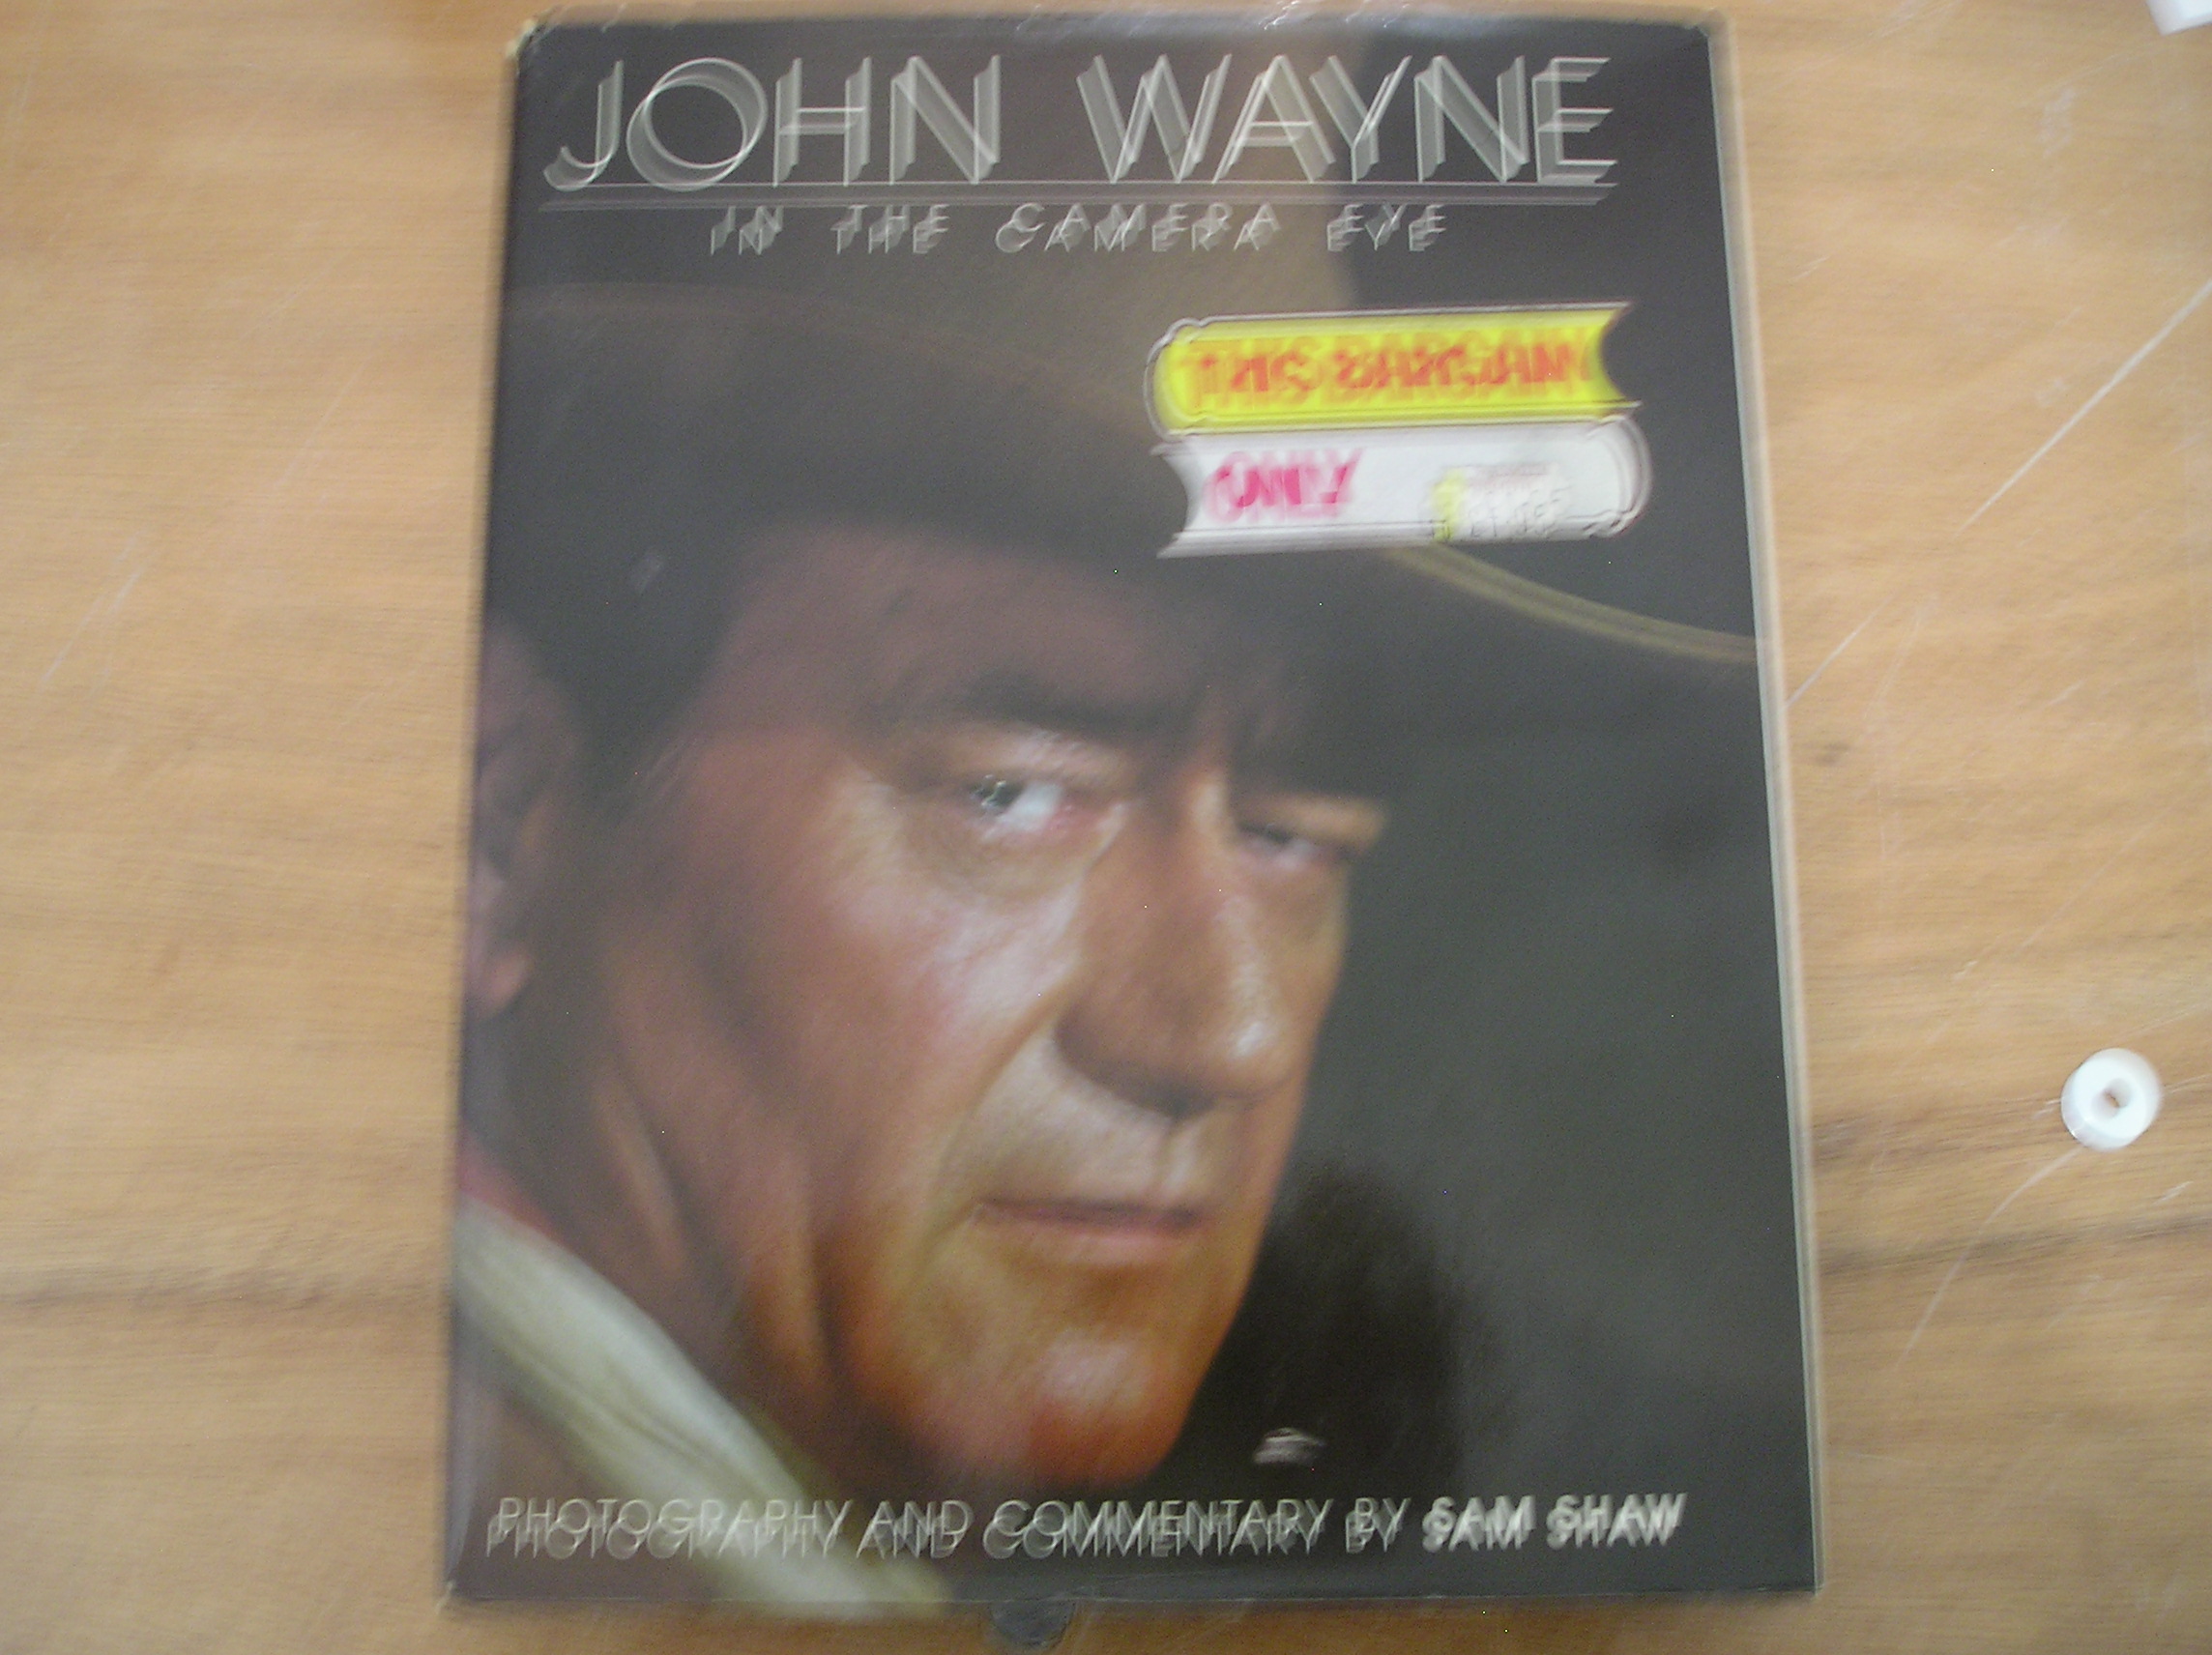 JOHN WAYNE
IN THE CAMERA EYE
THIS BARGAIN
ONLY
PHOTOGRAPHY AND COMMENTARY BY SAM SHAW